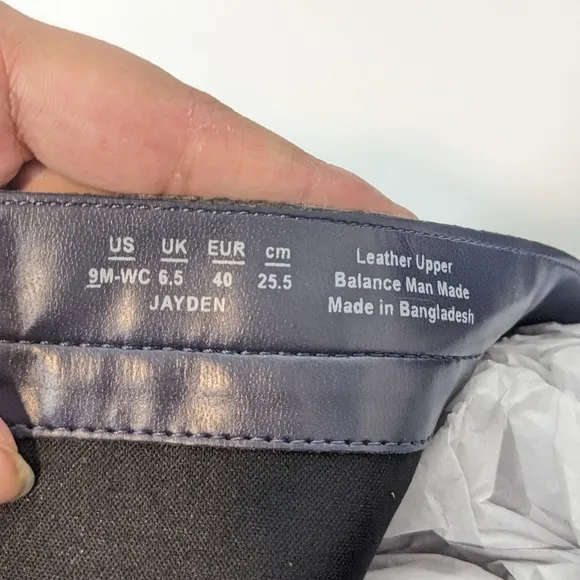 US UK EUR cm
9M-WC 6.5 40 25.5
JAYDEN
Leather Upper
Balance Man Made
Made in Bangladesh